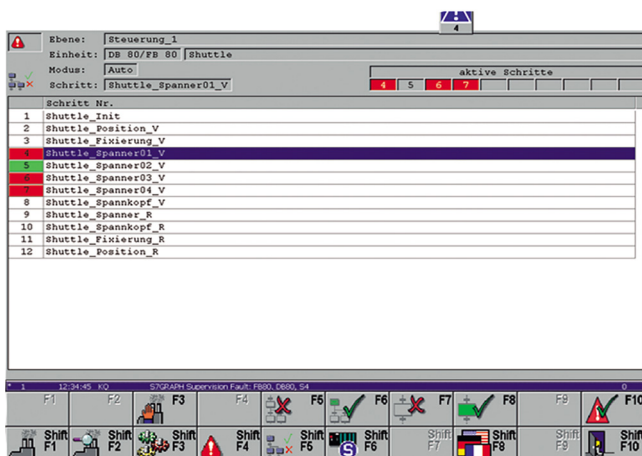 4
Ebene: Steuerung_1
Einheit: DB 80/FB 80 Shuttle
Modus: Auto
aktive Schritte
Schritt: Shuttle_Spanner01_V 4 5 6 7
Schritt Nr.
1 Shuttle_Init
2 Shuttle_Position_V
3 Shuttle_Fixierung_V
4 Shuttle_Spanner01_V
5 Shuttle_Spanner02_V
6 Shuttle_Spanner03_V
7 Shuttle_Spanner04_V
8 Shuttle_Spannkopf_V
9 Shuttle_Spanner_R
10 Shuttle_Spannkopf_R
11 Shuttle_Fixierung_R
12 Shuttle_Position_R
* 1 12:34:45 KQ S7GRAPH Supervision Fault: FB80, DB80, S4 0
F1 F2 F3 F4 F5 F6 F7 F8 F9 F10
Shift F1 Shift F2 Shift F3 Shift F4 Shift F5 S Shift F6 Shift F7 Shift F8 Shift F9 Shift F10